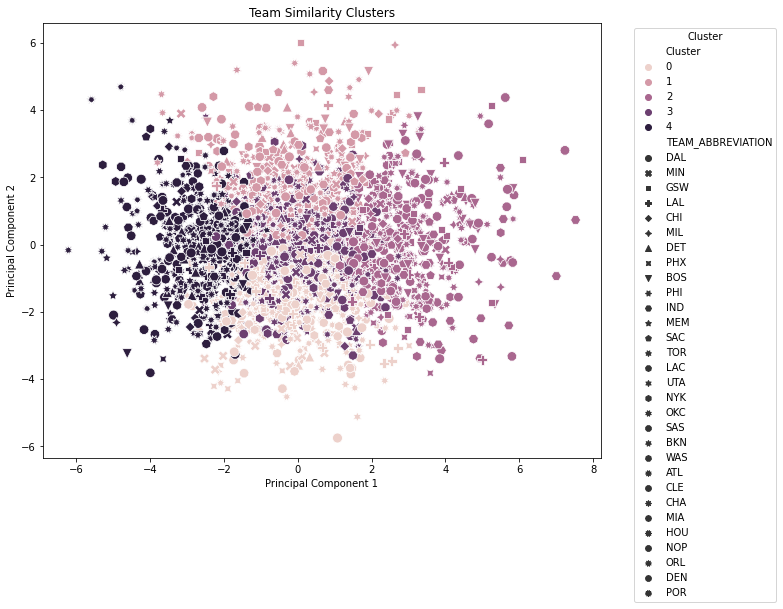 Team Similarity Clusters
6
4
2
0
−2
−4
−6
Principal Component 2
−6
−4
−2
0
2
4
6
8
Principal Component 1
Cluster
Cluster
0
1
2
3
4
TEAM_ABBREVIATION
DAL
MIN
GSW
LAL
CHI
MIL
DET
PHX
BOS
PHI
IND
MEM
SAC
TOR
LAC
UTA
NYK
OKC
SAS
BKN
WAS
ATL
CLE
CHA
MIA
HOU
NOP
ORL
DEN
POR